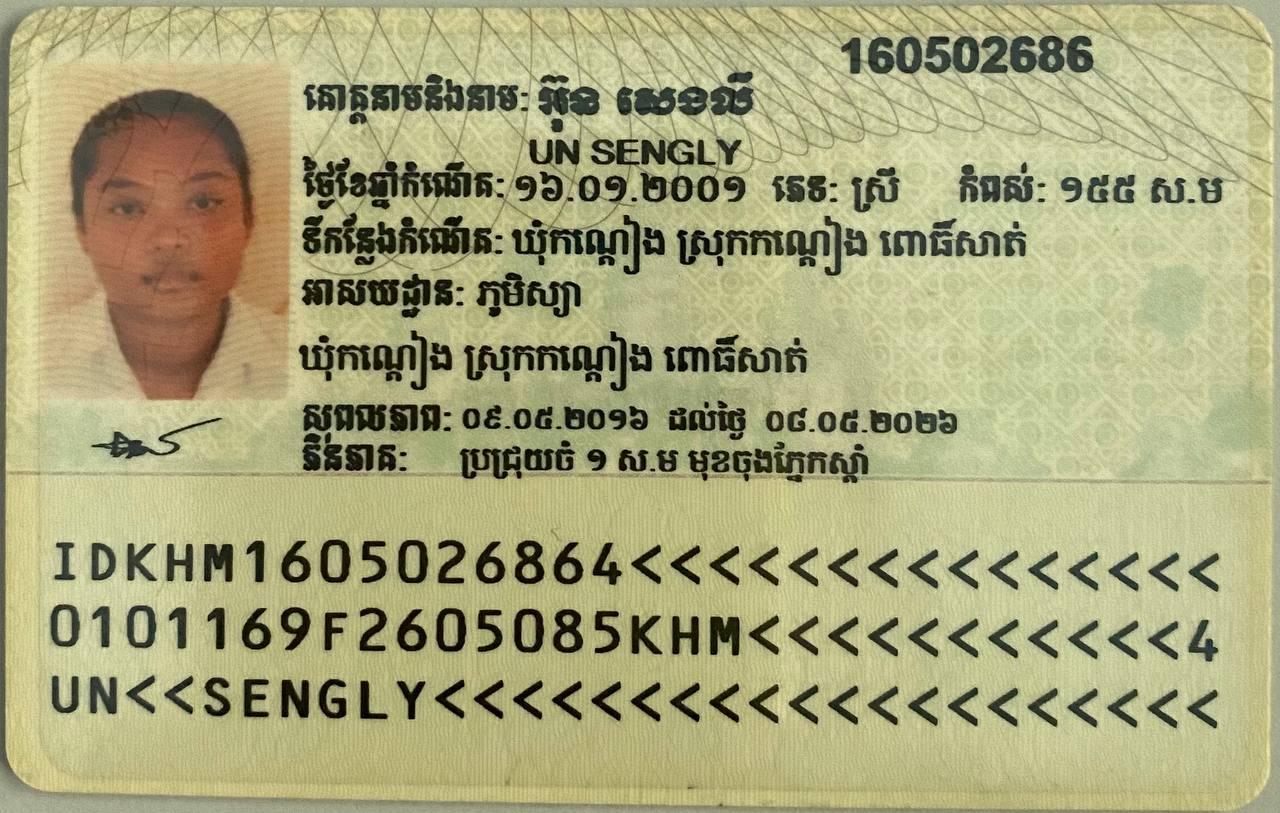 160502686
គោត្តនាមនិងនាម: អ៊ុន សេងលី
UN SENGLY
ថ្ងៃខែឆ្នាំកំណើត: ១៦.០១.២០០១ ភេទ: ស្រី កំពស់: ១៥៥ ស.ម
ទីកន្លែងកំណើត: ឃុំកណ្ដៀង ស្រុកកណ្ដៀង ពោធិ៍សាត់
អាសយដ្ឋាន: ភូមិស្យា
ឃុំកណ្ដៀង ស្រុកកណ្ដៀង ពោធិ៍សាត់
សុពលភាព: ០៩.០៥.២០១៦ ដល់ថ្ងៃ ០៨.០៥.២០២៦
ភិនភាគ: ប្រជ្រុយចំ ១ ស.ម មុខចុងភ្នែកស្ដាំ
IDKHM1605026864<<<<<<<<<<<<<<<
0101169F2605085KHM<<<<<<<<<<<4
UN<<SENGLY<<<<<<<<<<<<<<<<<<<<